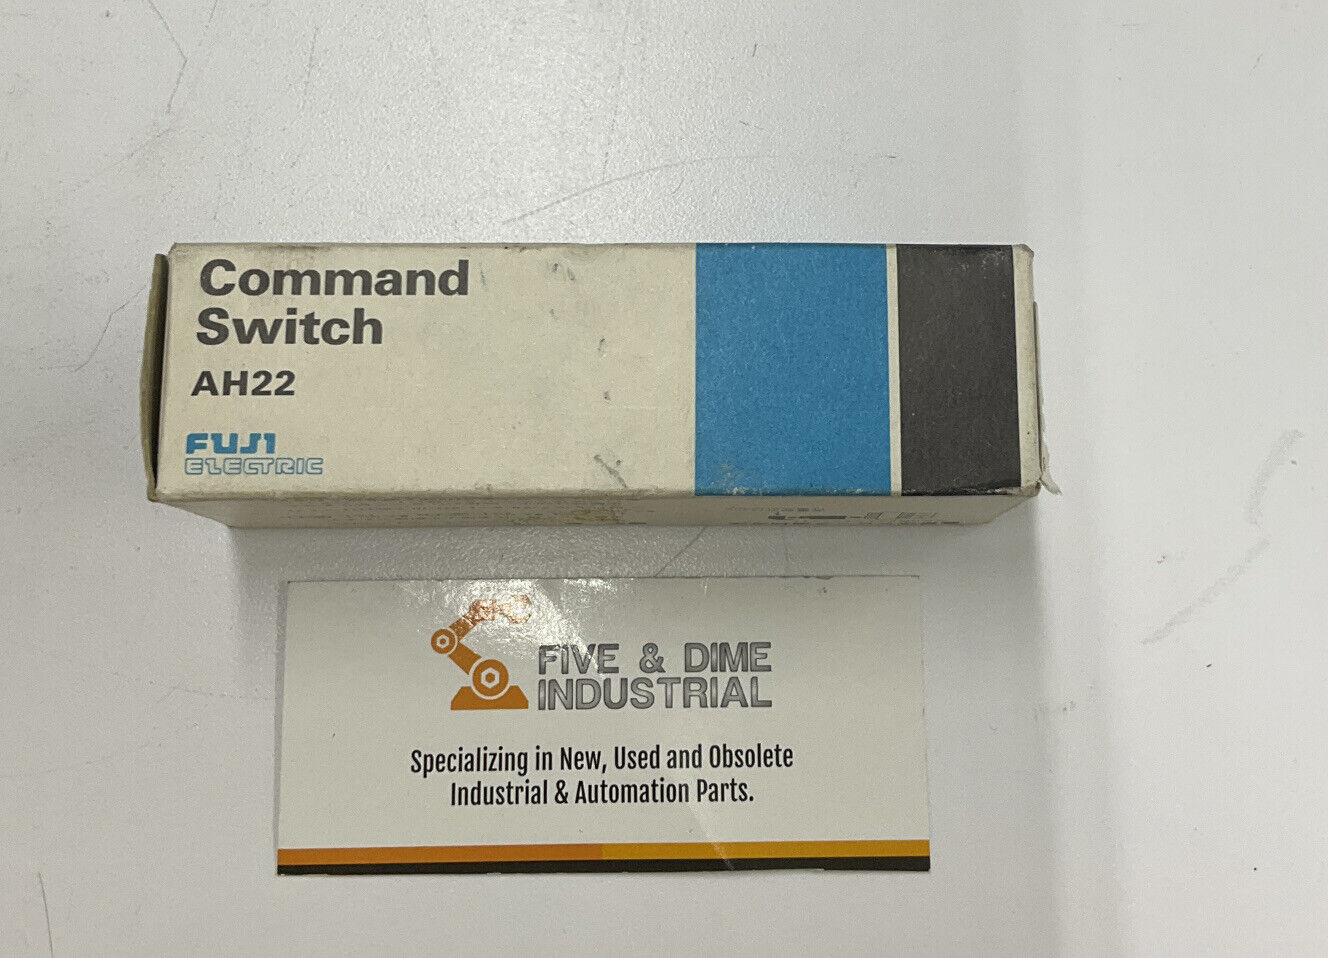 Command
Switch
AH22
FUJI
ELECTRIC
FIVE & DIME
INDUSTRIAL
Specializing in New, Used and Obsolete
Industrial & Automation Parts.